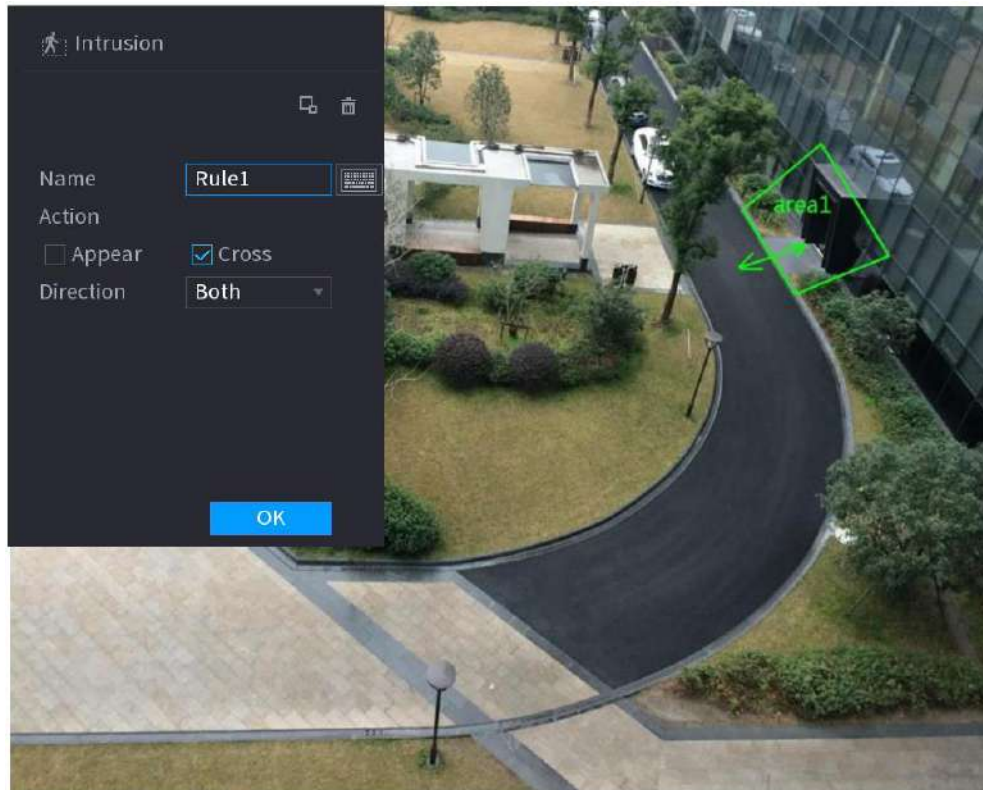 Intrusion
Name Rule1
Action
Appear Cross
Direction Both
OK
area1